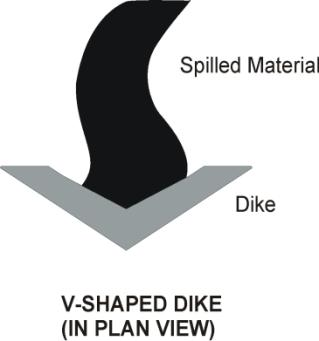 Spilled Material
Dike
V-SHAPED DIKE
(IN PLAN VIEW)